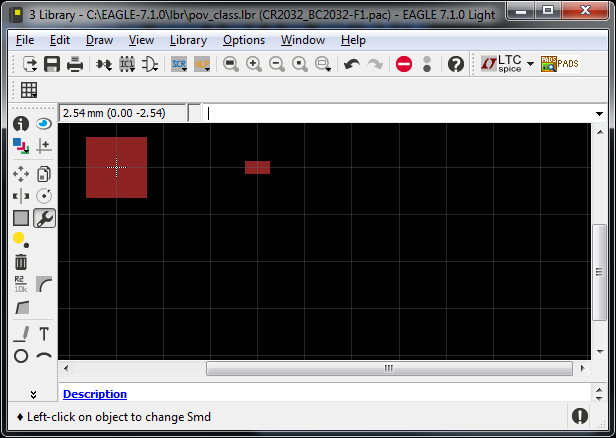 3 Library - C:\EAGLE-7.1.0\lbr\pov_class.lbr (CR2032_BC2032-F1.pac) - EAGLE 7.1.0 Light
File Edit Draw View Library Options Window Help
SCR LTC spice PADS PADS
2.54 mm (0.00 -2.54)
R2
10k
T
Description
♦ Left-click on object to change Smd